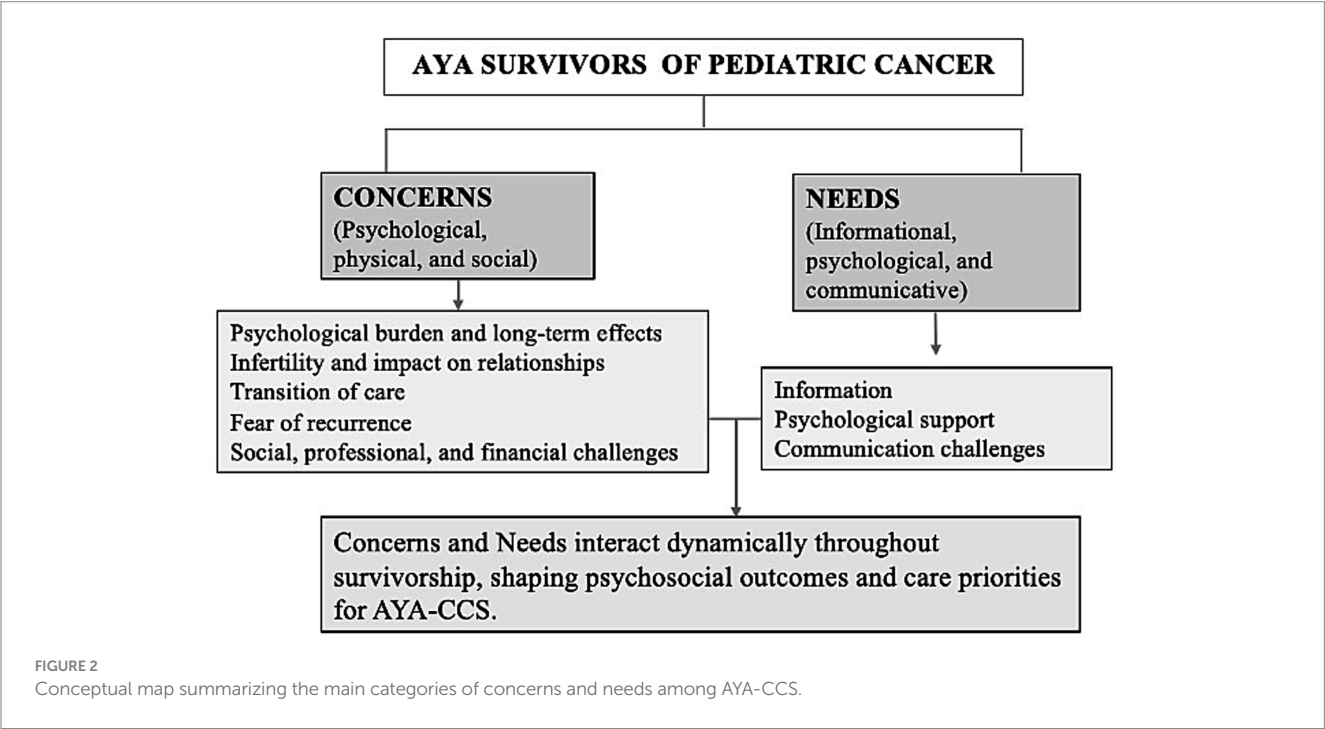 AYA SURVIVORS OF PEDIATRIC CANCER
CONCERNS
(Psychological,
physical, and social)
NEEDS
(Informational,
psychological, and
communicative)
Psychological burden and long-term effects
Infertility and impact on relationships
Transition of care
Fear of recurrence
Social, professional, and financial challenges
Information
Psychological support
Communication challenges
Concerns and Needs interact dynamically throughout
survivorship, shaping psychosocial outcomes and care priorities
for AYA-CCS.
FIGURE 2
Conceptual map summarizing the main categories of concerns and needs among AYA-CCS.